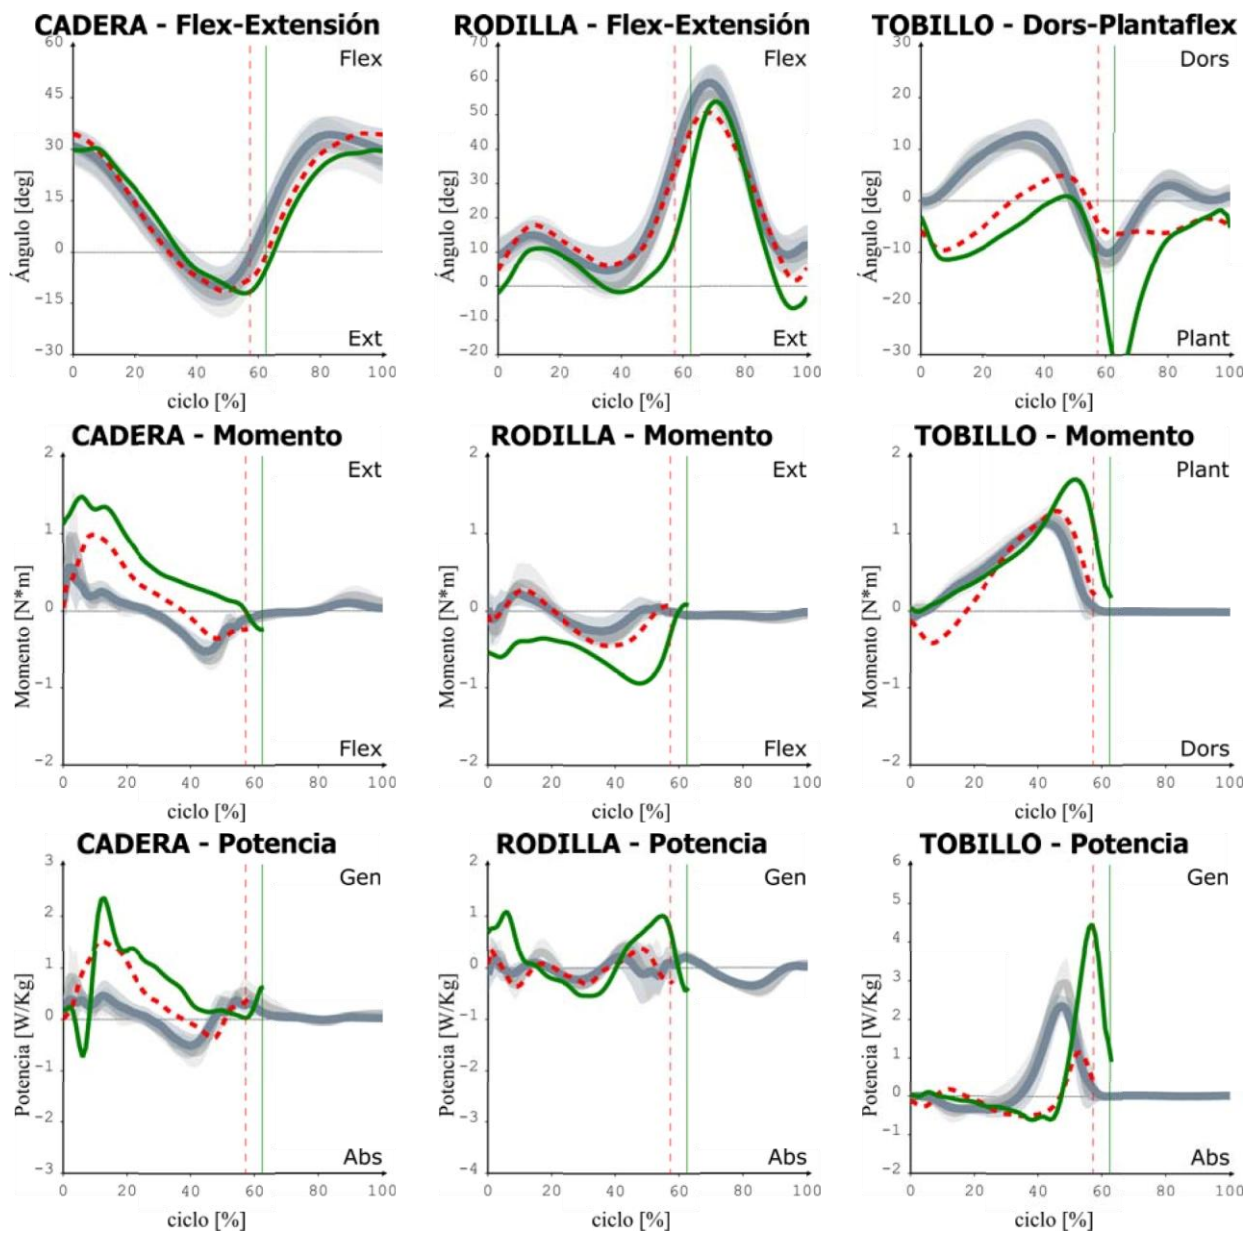 CADERA - Flex-Extensión
60
45
30
15
0
−15
−30
Ángulo [deg]
Flex
Ext
0 20 40 60 80 100
ciclo [%]
RODILLA - Flex-Extensión
70
60
50
40
30
20
10
0
−10
−20
Ángulo [deg]
Flex
Ext
0 20 40 60 80 100
ciclo [%]
TOBILLO - Dors-Plantaflex
30
20
10
0
−10
−20
−30
Ángulo [deg]
Dors
Plant
0 20 40 60 80 100
ciclo [%]
CADERA - Momento
2
1
0
−1
−2
Momento [N*m]
Ext
Flex
0 20 40 60 80 100
ciclo [%]
RODILLA - Momento
2
1
0
−1
−2
Momento [N*m]
Ext
Flex
0 20 40 60 80 100
ciclo [%]
TOBILLO - Momento
2
1
0
−1
−2
Momento [N*m]
Plant
Dors
0 20 40 60 80 100
ciclo [%]
CADERA - Potencia
3
2
1
0
−1
−2
−3
Potencia [W/Kg]
Gen
Abs
0 20 40 60 80 100
ciclo [%]
RODILLA - Potencia
2
1
0
−1
−2
−3
−4
Potencia [W/Kg]
Gen
Abs
0 20 40 60 80 100
ciclo [%]
TOBILLO - Potencia
6
5
4
3
2
1
0
−1
−2
Potencia [W/Kg]
Gen
Abs
0 20 40 60 80 100
ciclo [%]